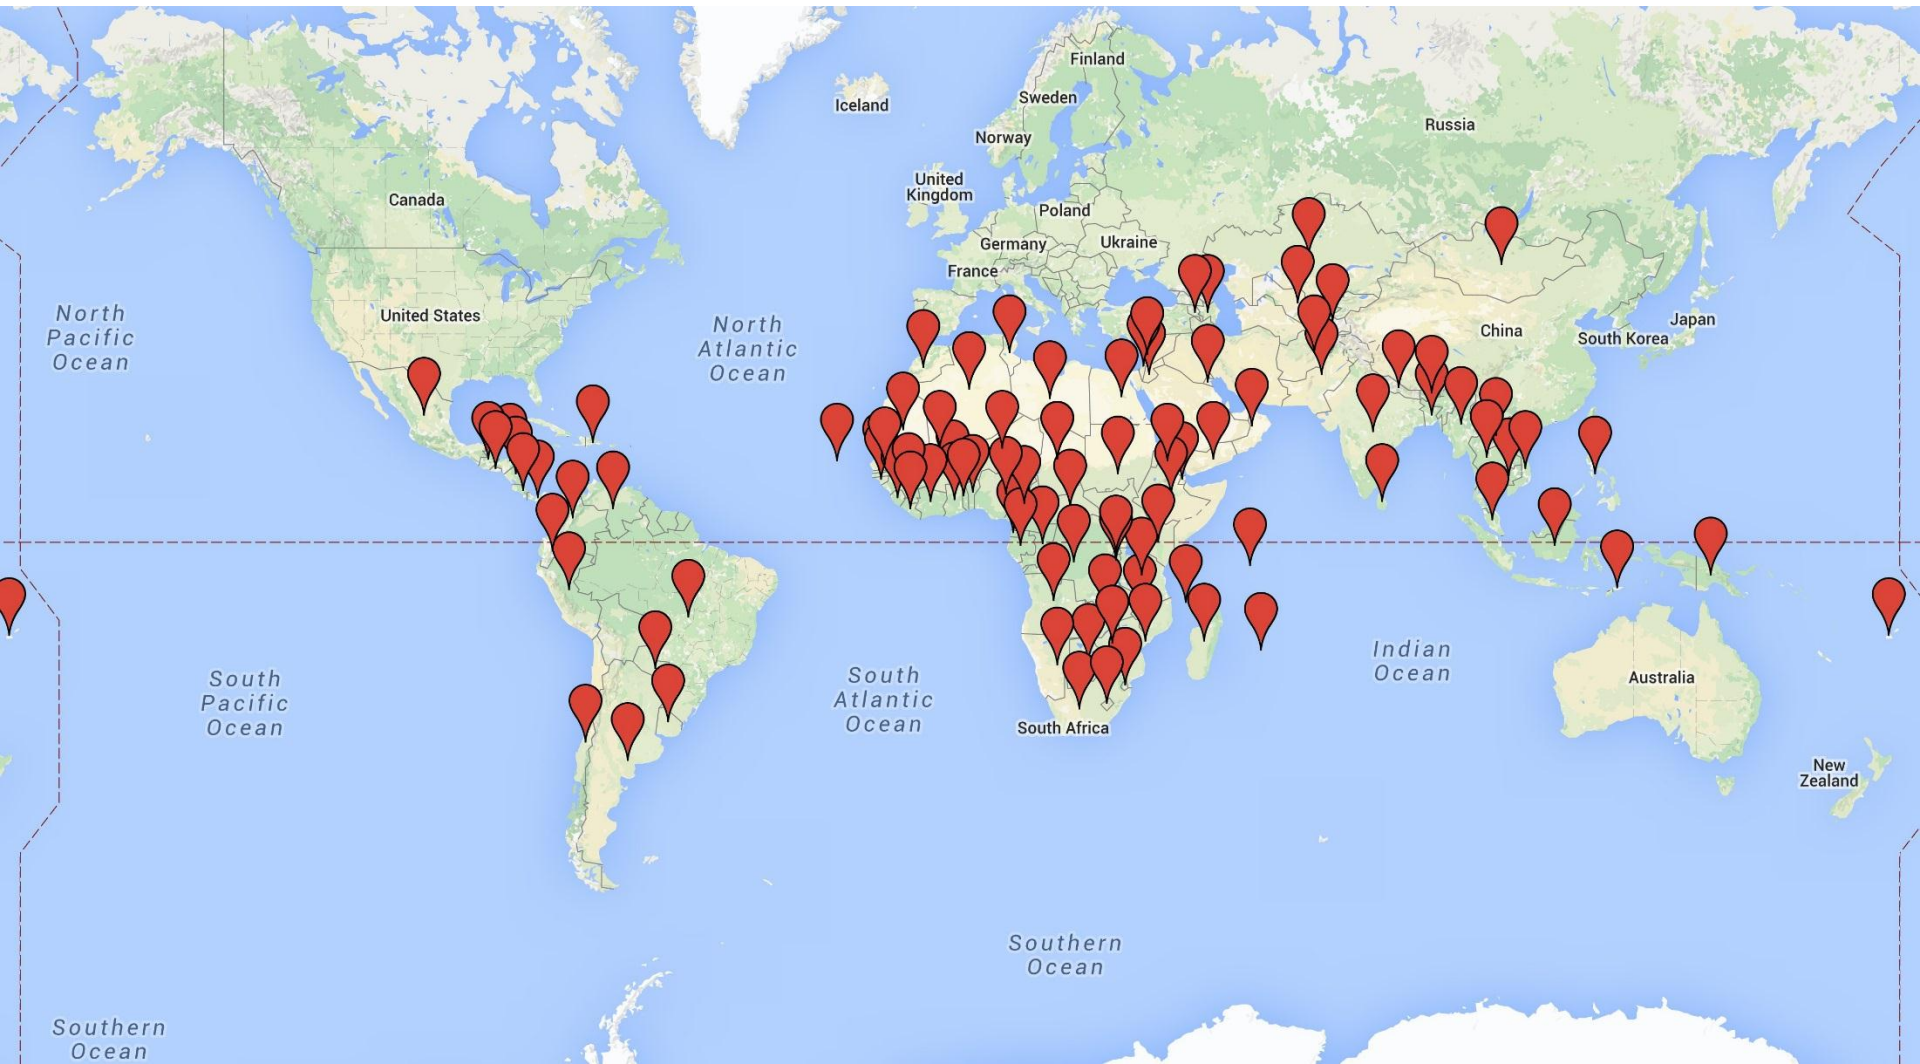 Finland
Iceland
Sweden
Russia
Norway
United
Kingdom
Canada
Poland
Germany
Ukraine
France
North
Pacific
Ocean
United States
North
Atlantic
Ocean
China
Japan
South Korea
South
Pacific
Ocean
South
Atlantic
Ocean
Indian
Ocean
Australia
South Africa
New
Zealand
Southern
Ocean
Southern
Ocean